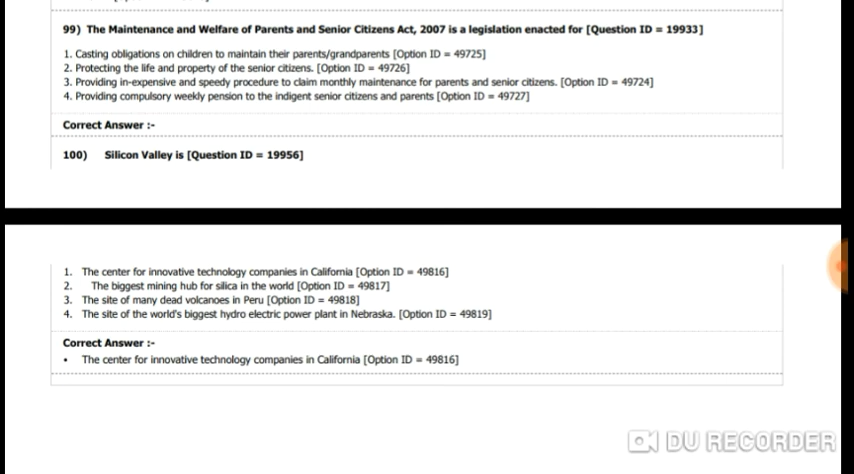 99) The Maintenance and Welfare of Parents and Senior Citizens Act, 2007 is a legislation enacted for [Question ID = 19933]
1. Casting obligations on children to maintain their parents/grandparents [Option ID = 49725]
2. Protecting the life and property of the senior citizens. [Option ID = 49726]
3. Providing in-expensive and speedy procedure to claim monthly maintenance for parents and senior citizens. [Option ID = 49724]
4. Providing compulsory weekly pension to the indigent senior citizens and parents [Option ID = 49727]
Correct Answer :-
100) Silicon Valley is [Question ID = 19956]
1. The center for innovative technology companies in California [Option ID = 49816]
2. The biggest mining hub for silica in the world [Option ID = 49817]
3. The site of many dead volcanoes in Peru [Option ID = 49818]
4. The site of the world's biggest hydro electric power plant in Nebraska. [Option ID = 49819]
Correct Answer :-
• The center for innovative technology companies in California [Option ID = 49816]
DU RECORDER